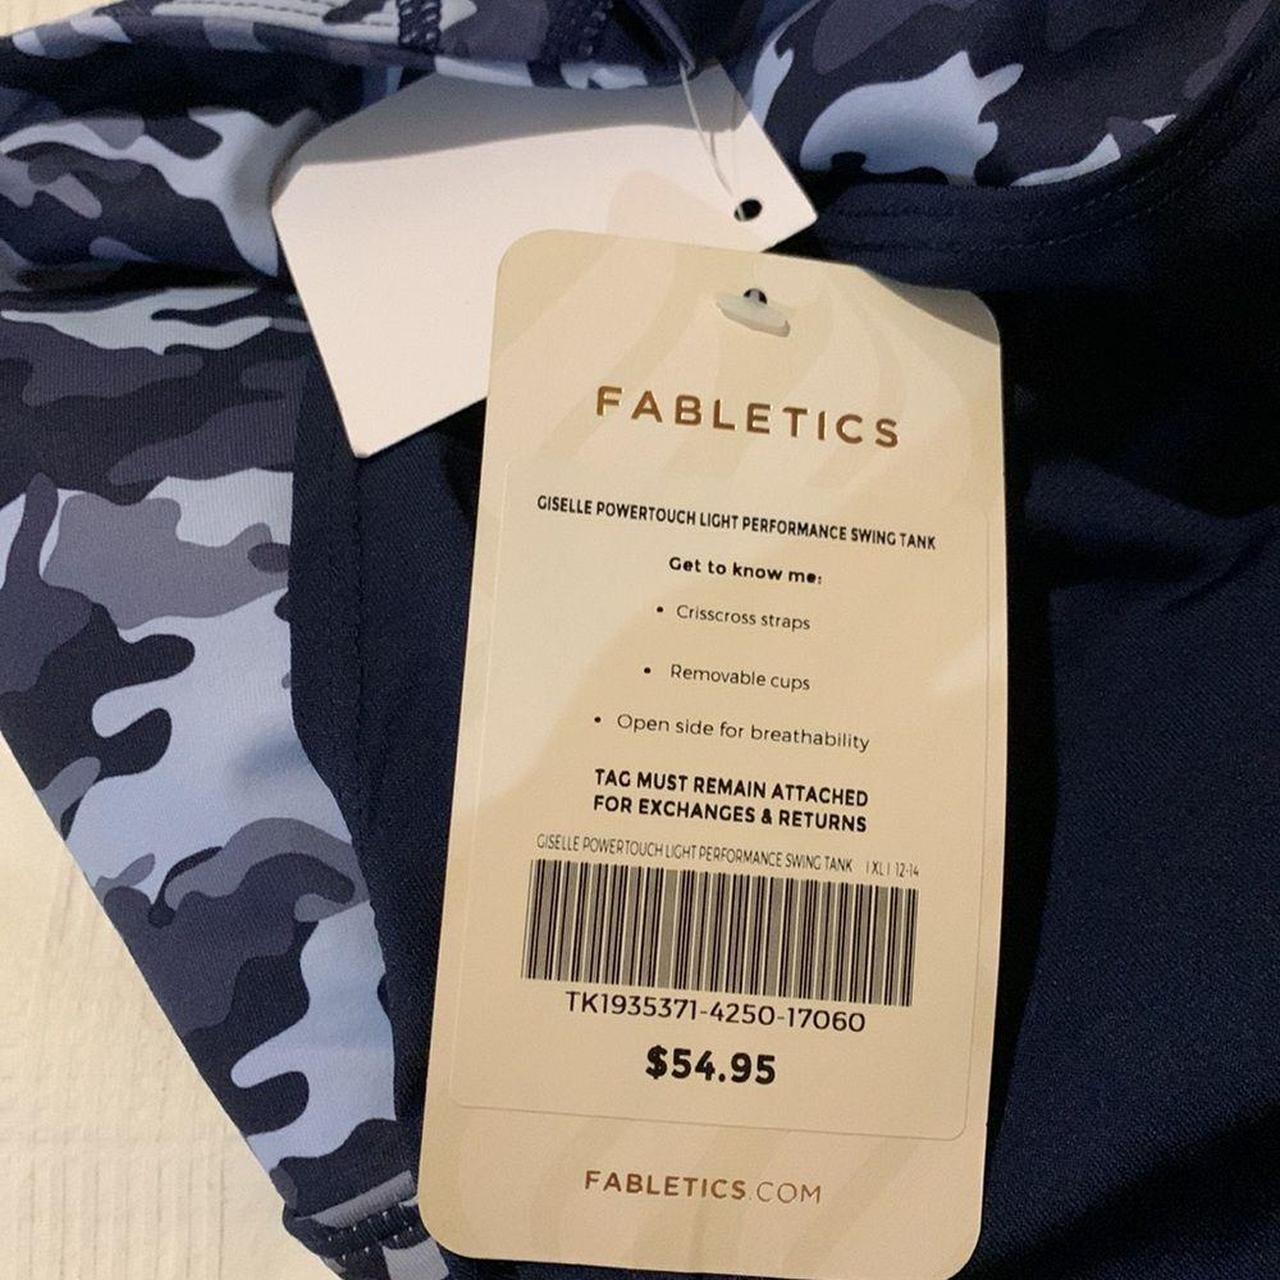 FABLETICS
GISELLE POWERTOUCH LIGHT PERFORMANCE SWING TANK
Get to know me:
• Crisscross straps
• Removable cups
• Open side for breathability
TAG MUST REMAIN ATTACHED
FOR EXCHANGES & RETURNS
GISELLE POWERTOUCH LIGHT PERFORMANCE SWING TANK | XL | 12-14
TK1935371-4250-17060
$54.95
FABLETICS.COM